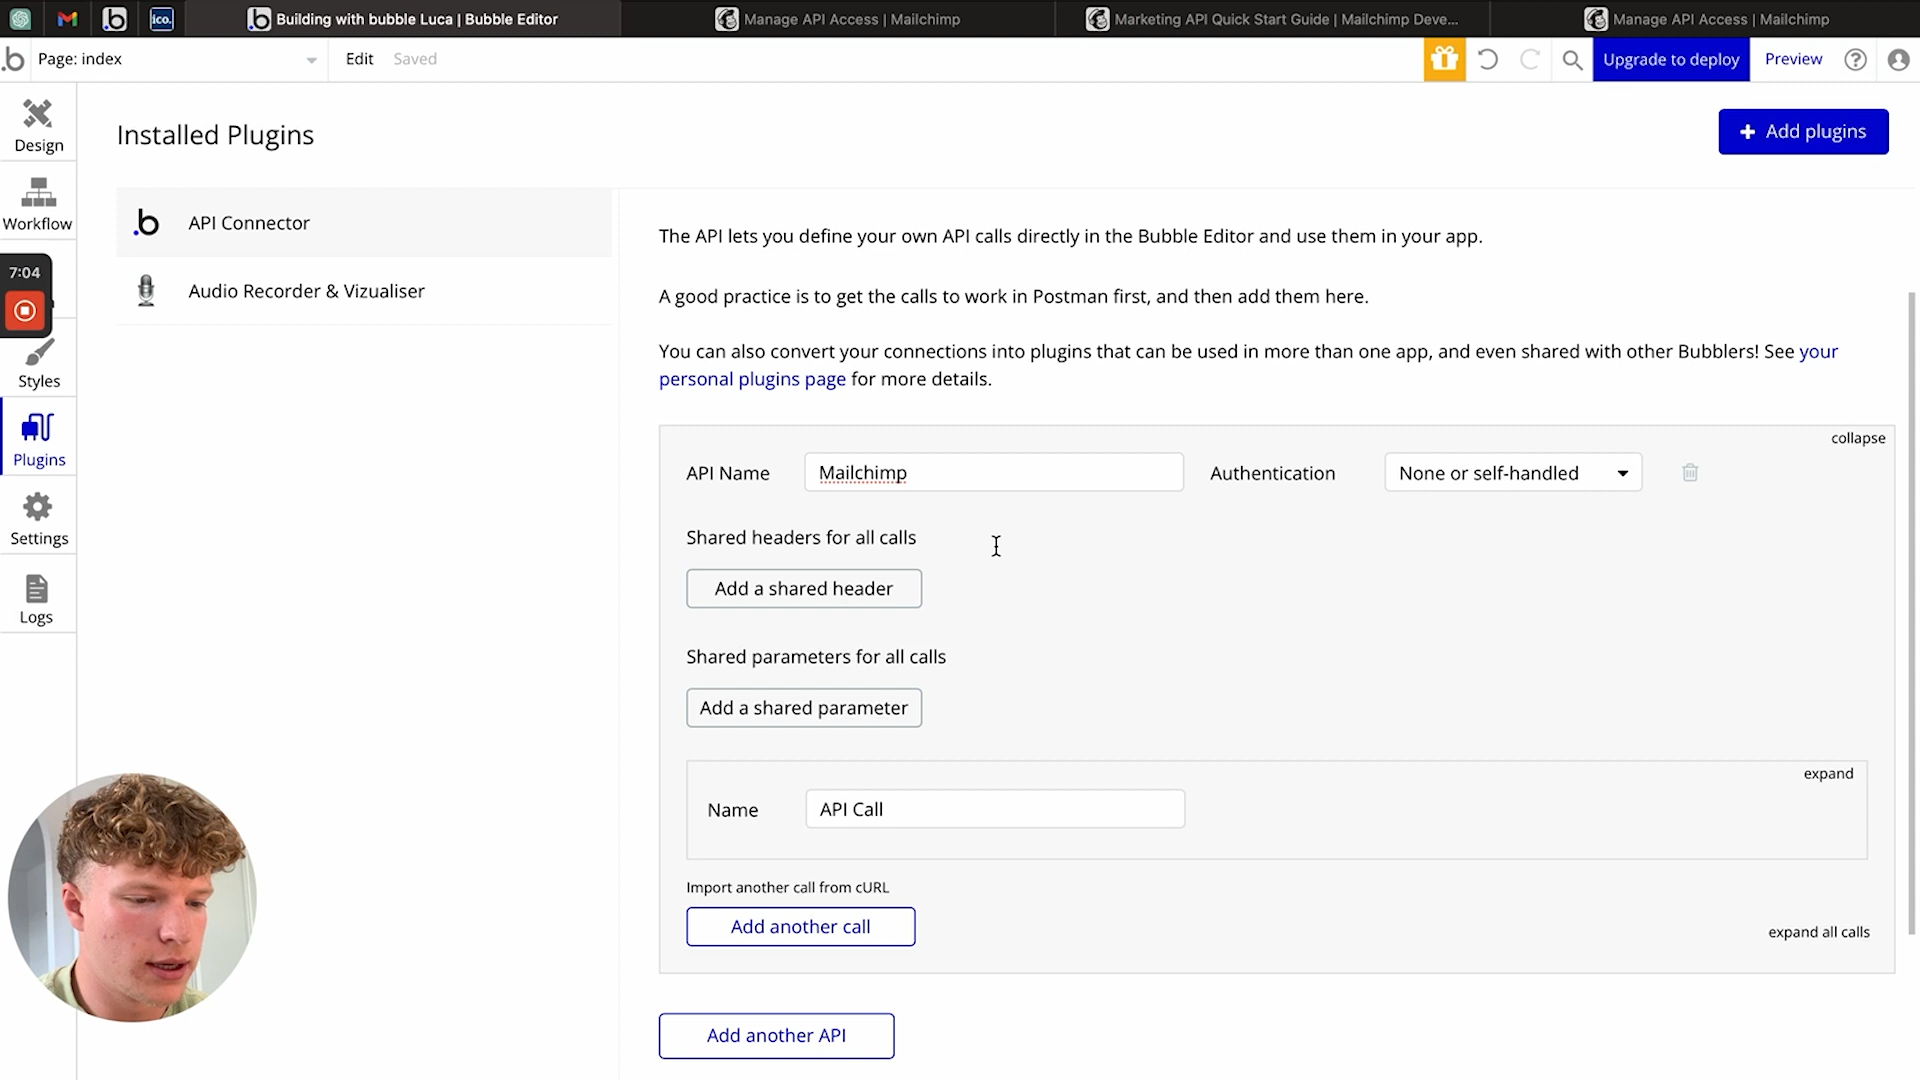 ico.
Building with bubble Luca | Bubble Editor
Manage API Access | Mailchimp
Marketing API Quick Start Guide | Mailchimp Deve...
Manage API Access | Mailchimp
b
Page: index
Edit
Saved
Upgrade to deploy
Preview
?
Design
Workflow
7:04
Styles
Plugins
Settings
Logs
Installed Plugins
+ Add plugins
.b
API Connector
Audio Recorder & Vizualiser
The API lets you define your own API calls directly in the Bubble Editor and use them in your app.
A good practice is to get the calls to work in Postman first, and then add them here.
You can also convert your connections into plugins that can be used in more than one app, and even shared with other Bubblers! See your
personal plugins page for more details.
collapse
API Name
Mailchimp
Authentication
None or self-handled
Shared headers for all calls
Add a shared header
Shared parameters for all calls
Add a shared parameter
expand
Name
API Call
Import another call from cURL
Add another call
expand all calls
Add another API